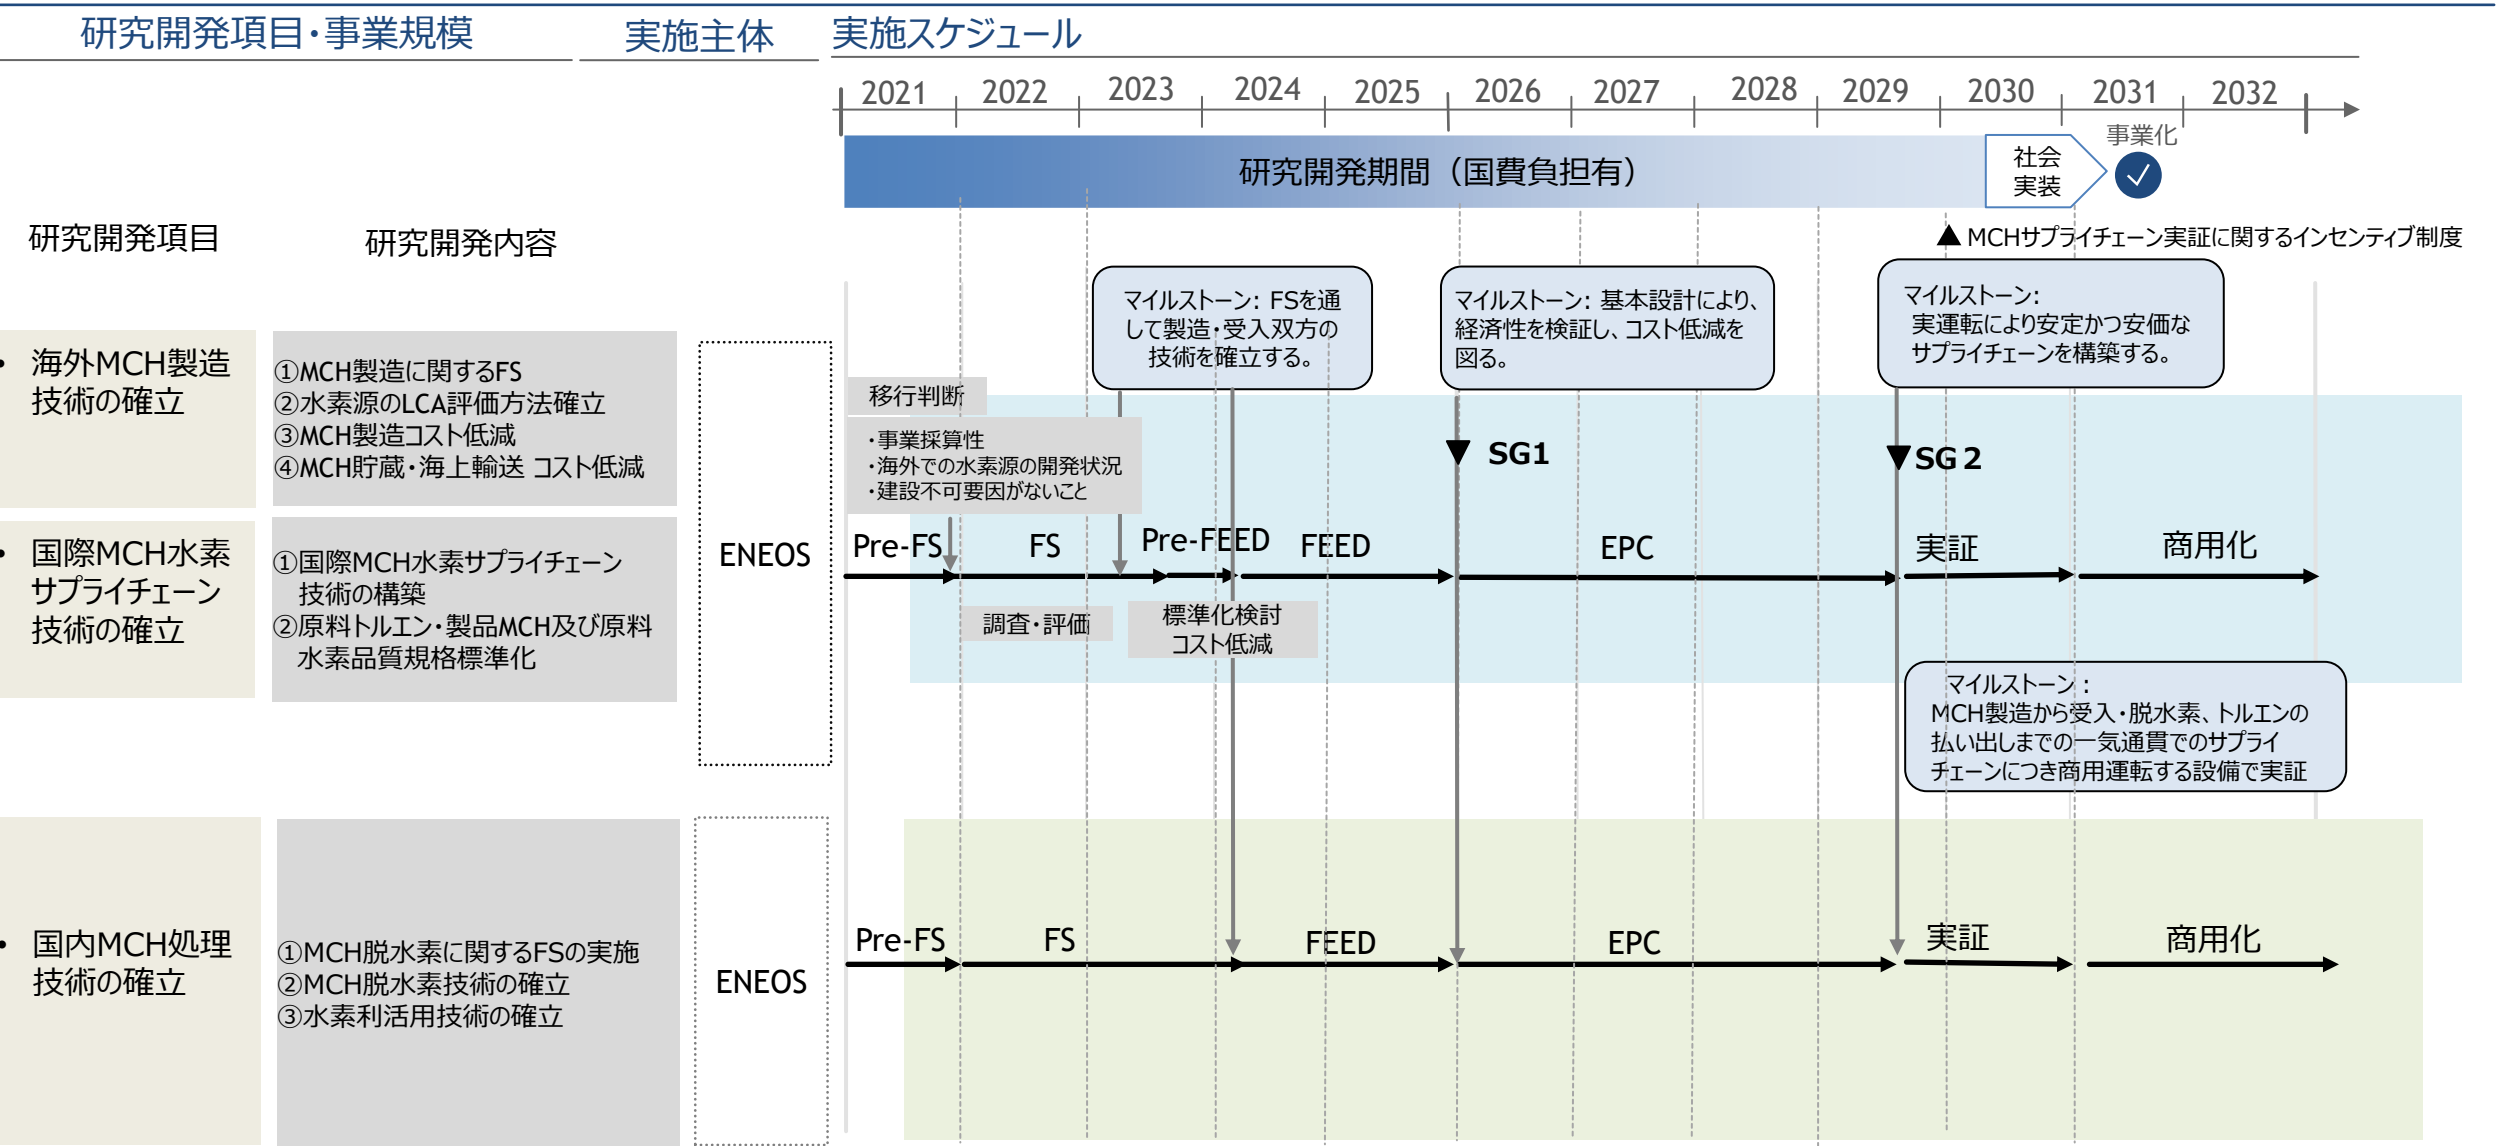 研究開発項目・事業規模
実施主体
実施スケジュール
2021 2022 2023 2024 2025 2026 2027 2028 2029 2030 2031 2032
事業化
研究開発期間（国費負担有）
社会
実装
研究開発項目
研究開発内容
▲MCHサプライチェーン実証に関するインセンティブ制度
マイルストーン: FSを通
して製造・受入双方の
技術を確立する。
マイルストーン: 基本設計により、
経済性を検証し、コスト低減を
図る。
マイルストーン:
実運転により安定かつ安価な
サプライチェーンを構築する。
• 海外MCH製造
技術の確立
①MCH製造に関するFS
②水素源のLCA評価方法確立
③MCH製造コスト低減
④MCH貯蔵・海上輸送 コスト低減
移行判断
・事業採算性
・海外での水素源の開発状況
・建設不可要因がないこと
▼ SG1
▼ SG２
• 国際MCH水素
サプライチェーン
技術の確立
①国際MCH水素サプライチェーン
技術の構築
②原料トルエン・製品MCH及び原料
水素品質規格標準化
ENEOS
Pre-FS FS Pre-FEED FEED EPC 実証 商用化
調査・評価
標準化検討
コスト低減
マイルストーン：
MCH製造から受入・脱水素、トルエンの
払い出しまでの一気通貫でのサプライ
チェーンにつき商用運転する設備で実証
• 国内MCH処理
技術の確立
①MCH脱水素に関するFSの実施
②MCH脱水素技術の確立
③水素利活用技術の確立
ENEOS
Pre-FS FS FEED EPC 実証 商用化